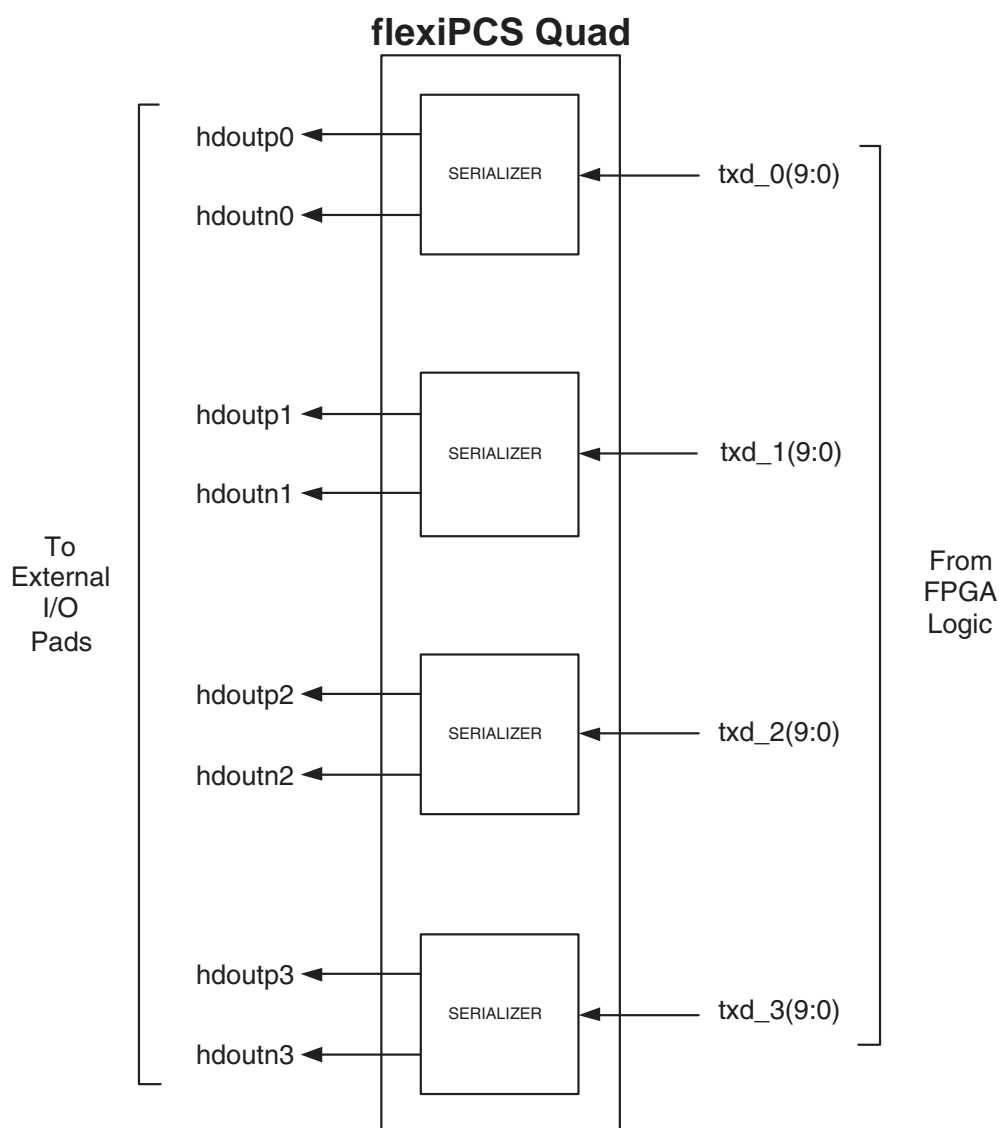 flexiPCS Quad
hdoutp0
SERIALIZER
txd_0(9:0)
hdoutn0
hdoutp1
SERIALIZER
txd_1(9:0)
hdoutn1
To
External
I/O
Pads
From
FPGA
Logic
hdoutp2
SERIALIZER
txd_2(9:0)
hdoutn2
hdoutp3
SERIALIZER
txd_3(9:0)
hdoutn3